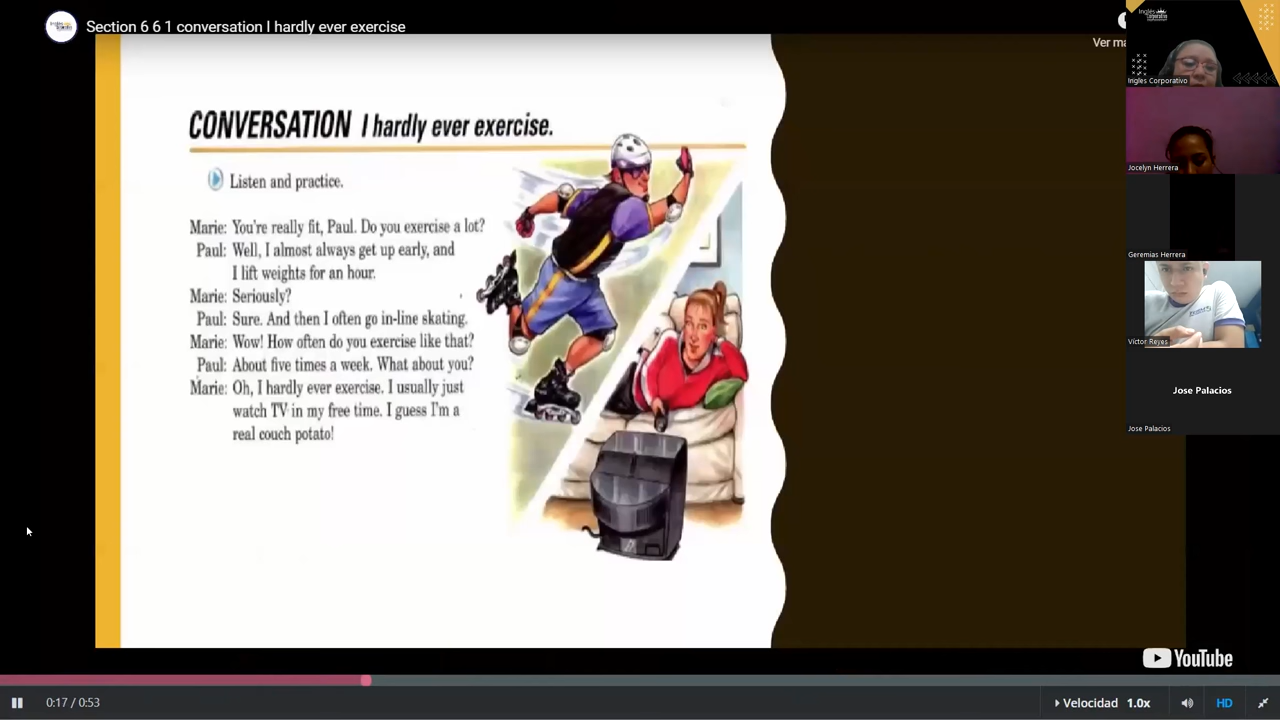 Section 6 6 1 conversation I hardly ever exercise
Ver
CONVERSATION I hardly ever exercise.
Listen and practice.
Marie: You're really fit, Paul. Do you exercise a lot?
Paul: Well, I almost always get up early, and
I lift weights for an hour.
Marie: Seriously?
Paul: Sure. And then I often go in-line skating.
Marie: Wow! How often do you exercise like that?
Paul: About five times a week. What about you?
Marie: Oh, I hardly ever exercise. I usually just
watch TV in my free time. I guess I'm a
real couch potato!
Ingles Corporativo
Jocelyn Herrera
Geremias Herrera
Víctor Reyes
Jose Palacios
Jose Palacios
YouTube
0:17 / 0:53
Velocidad 1.0x
HD